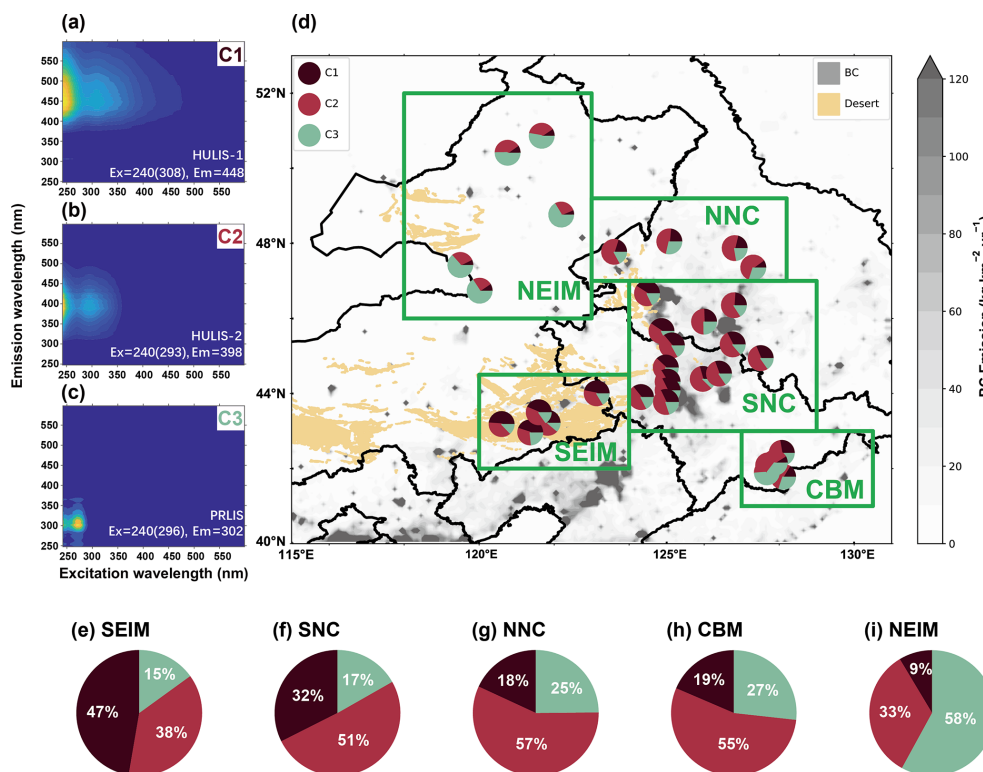 (a)
C1
550
500
450
400
350
300
250
HULIS-1
Ex=240(308), Em=448
250 300 350 400 450 500 550
(b)
C2
550
500
450
400
350
300
250
HULIS-2
Ex=240(293), Em=398
250 300 350 400 450 500 550
(c)
C3
550
500
450
400
350
300
250
PRLIS
Ex=240(296), Em=302
250 300 350 400 450 500 550
Emission wavelength (nm)
Excitation wavelength (nm)
(d)
C1
C2
C3
BC
Desert
52°N
48°N
44°N
40°N
115°E 120°E 125°E 130°E
NEIM
NNC
SNC
SEIM
CBM
120
100
80
60
40
20
0
(e) SEIM
15%
47%
38%
(f) SNC
17%
32%
51%
(g) NNC
18%
25%
57%
(h) CBM
19%
27%
55%
(i) NEIM
9%
33%
58%